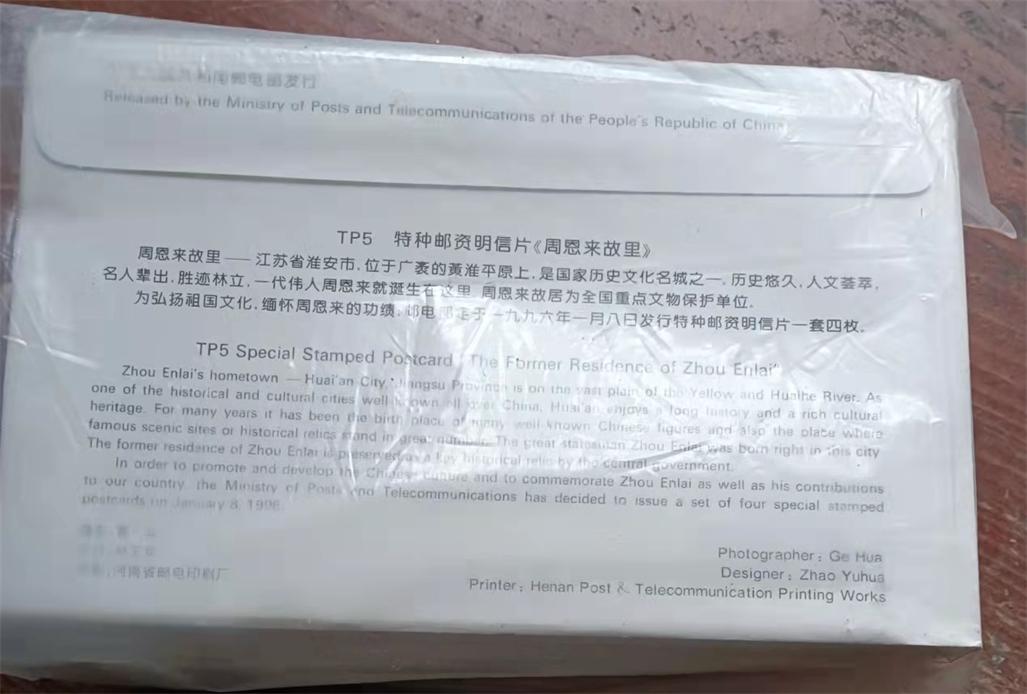 邮电部发行
Released by the Ministry of Posts and Telecommunications of the People's Republic of China
TP5 特种邮资明信片《周恩来故里》
周恩来故里——江苏省淮安市，位于广袤的黄淮平原上，是国家历史文化名城之一，历史悠久，人文荟萃，
名人辈出，胜迹林立，一代伟人周恩来就诞生在这里，周恩来故居为全国重点文物保护单位。
为弘扬祖国文化，缅怀周恩来的功绩，邮电部定于一九九六年一月八日发行特种邮资明信片一套四枚。
TP5 Special Stamped Postcard "The Former Residence of Zhou Enlai"
Zhou Enlai's hometown — Huai'an City, Jiangsu Province is on the vast plain of the Yellow and Huaihe River. As
one of the historical and cultural cities well known all over China, Huai'an enjoys a long history and a rich cultural
heritage. For many years it has been the birth place of many well-known Chinese figures and also the place where
famous scenic sites or historical relics stand in great number. The great statesman Zhou Enlai was born right in this city
The former residence of Zhou Enlai is preserved as a key historical relic by the central government.
In order to promote and develop the Chinese culture and to commemorate Zhou Enlai as well as his contributions
to our country, the Ministry of Posts and Telecommunications has decided to issue a set of four special stamped
postcards on January 8, 1996.
河南省邮电印刷厂
Photographer: Ge Hua
Designer: Zhao Yuhua
Printer: Henan Post & Telecommunication Printing Works